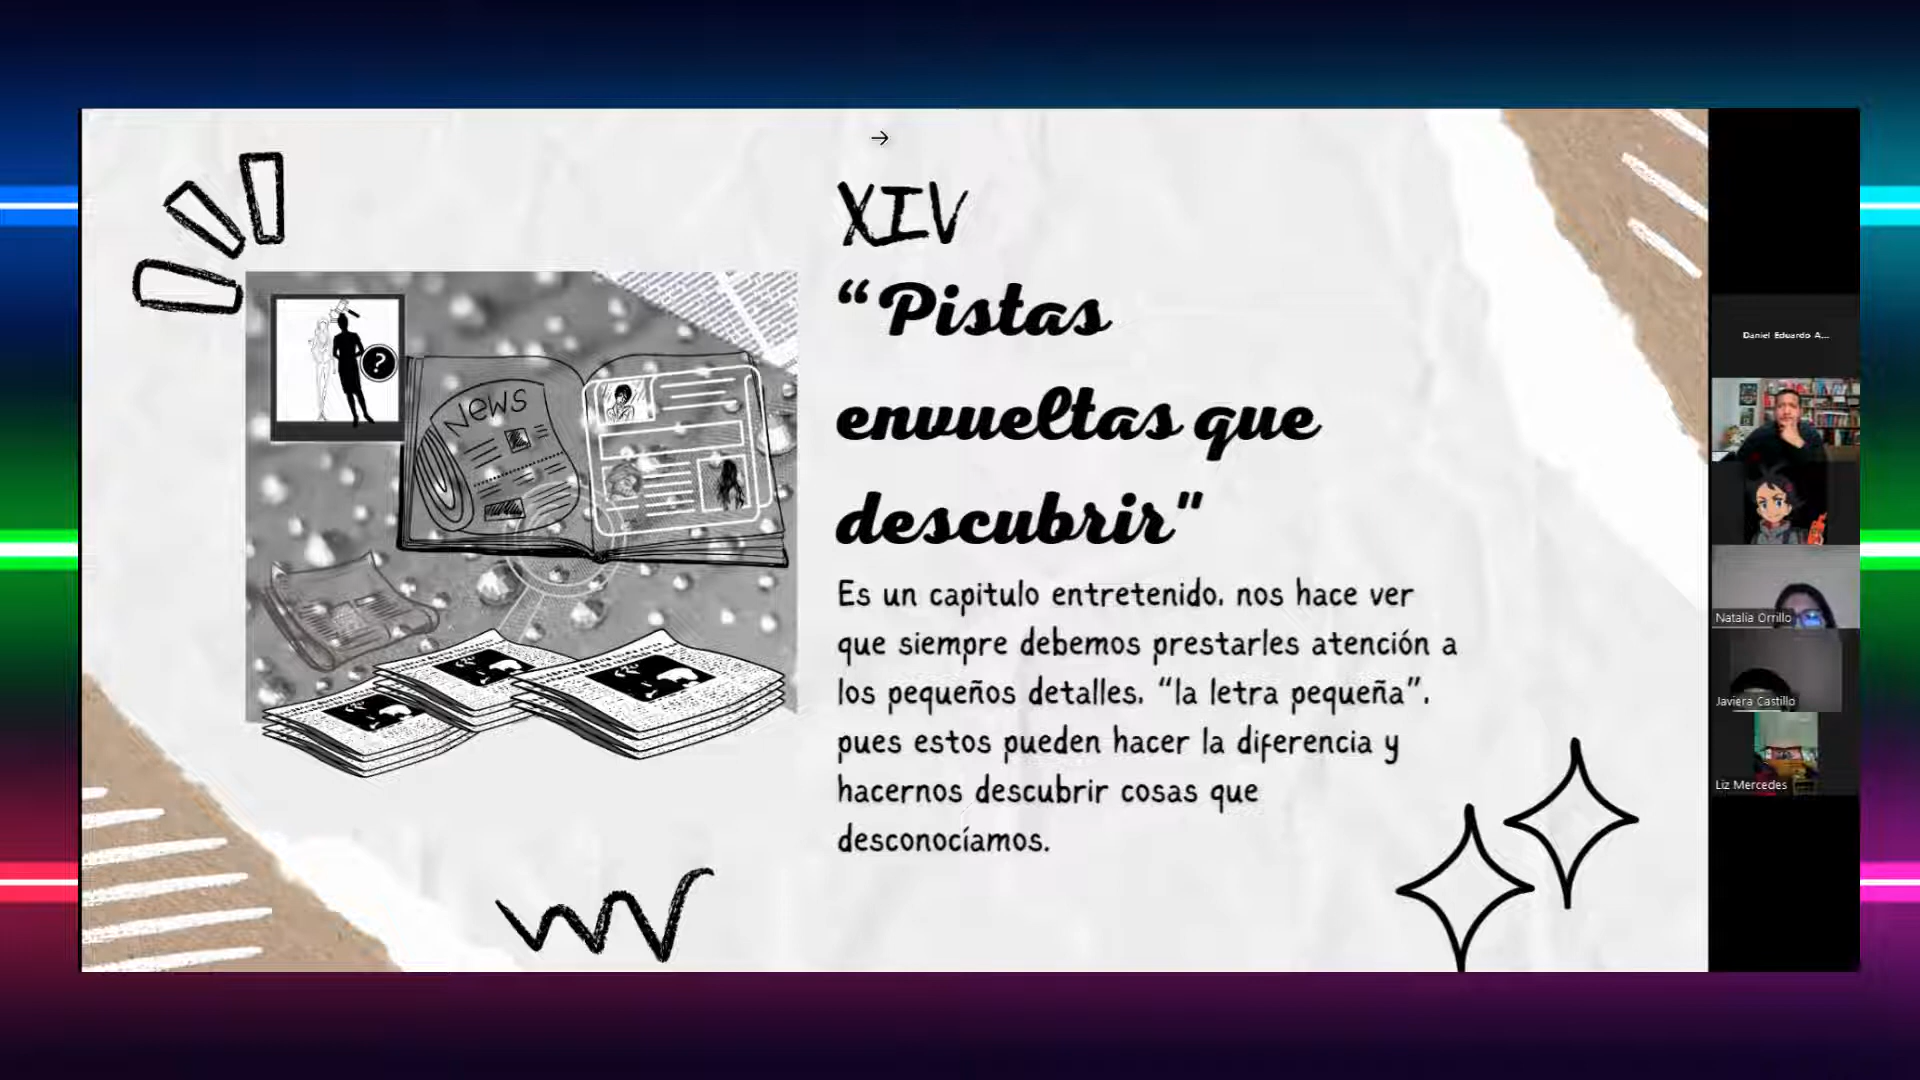 XIV
“Pistas
envueltas que
descubrir"
Es un capitulo entretenido, nos hace ver
que siempre debemos prestarles atención a
los pequeños detalles, “la letra pequeña”,
pues estos pueden hacer la diferencia y
hacernos descubrir cosas que
desconocíamos.
News
?
Daniel Eduardo A...
Natalia Orrillo
Javiera Castillo
Liz Mercedes